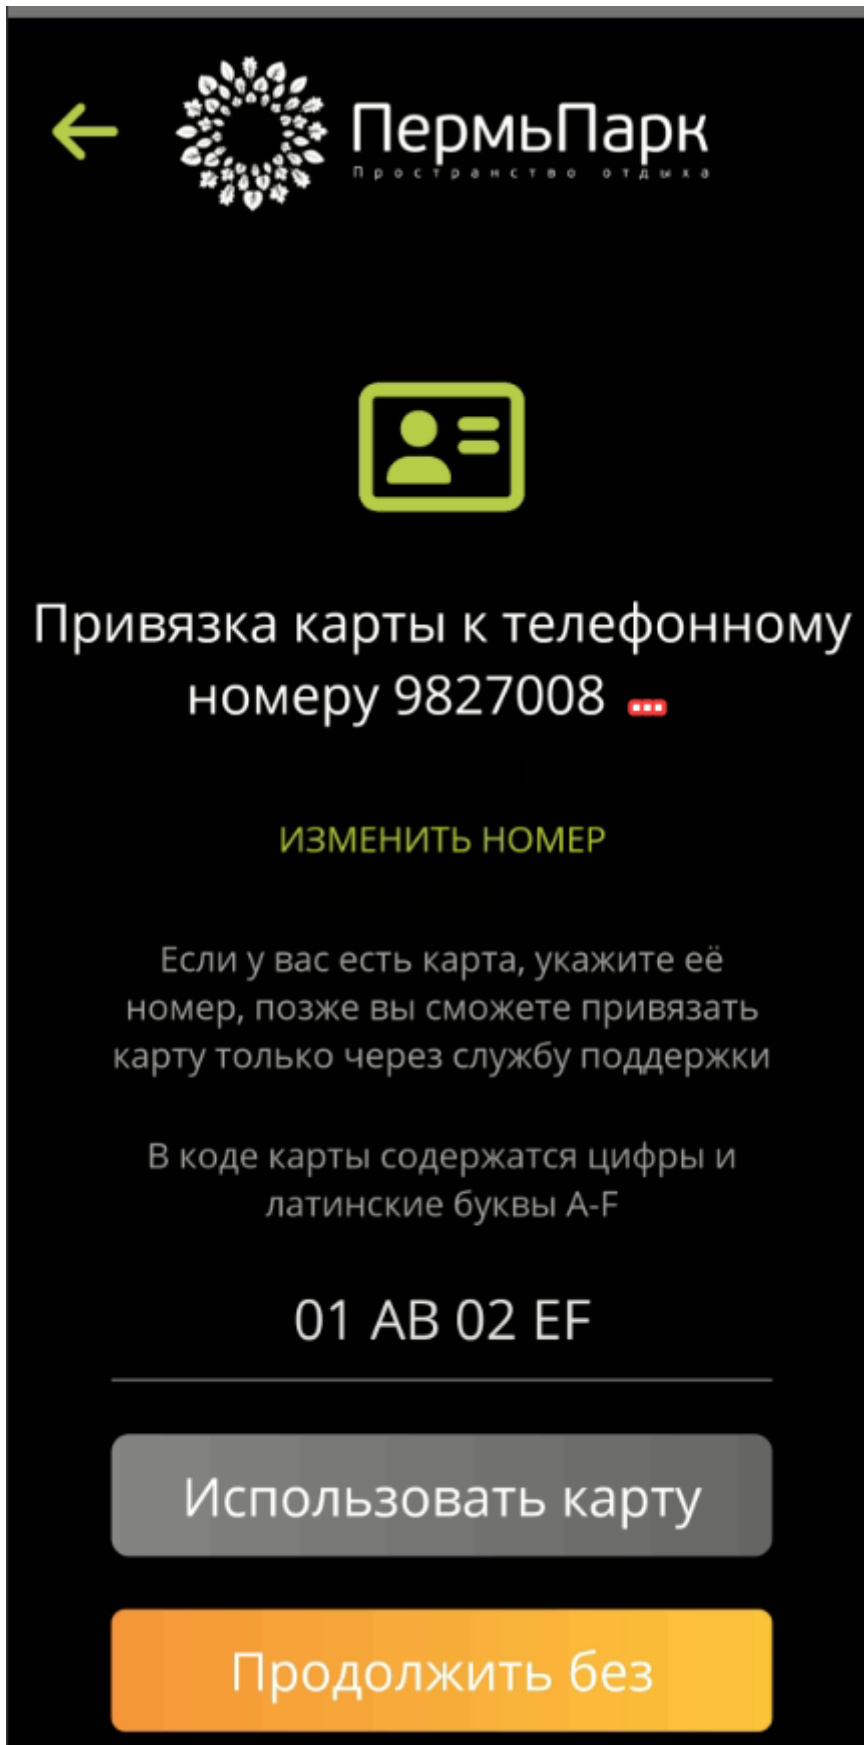 ПермьПарк
Пространство отдыха
Привязка карты к телефонному
номеру 9827008
ИЗМЕНИТЬ НОМЕР
Если у вас есть карта, укажите её
номер, позже вы сможете привязать
карту только через службу поддержки
В коде карты содержатся цифры и
латинские буквы A-F
01 AB 02 EF
Использовать карту
Продолжить без